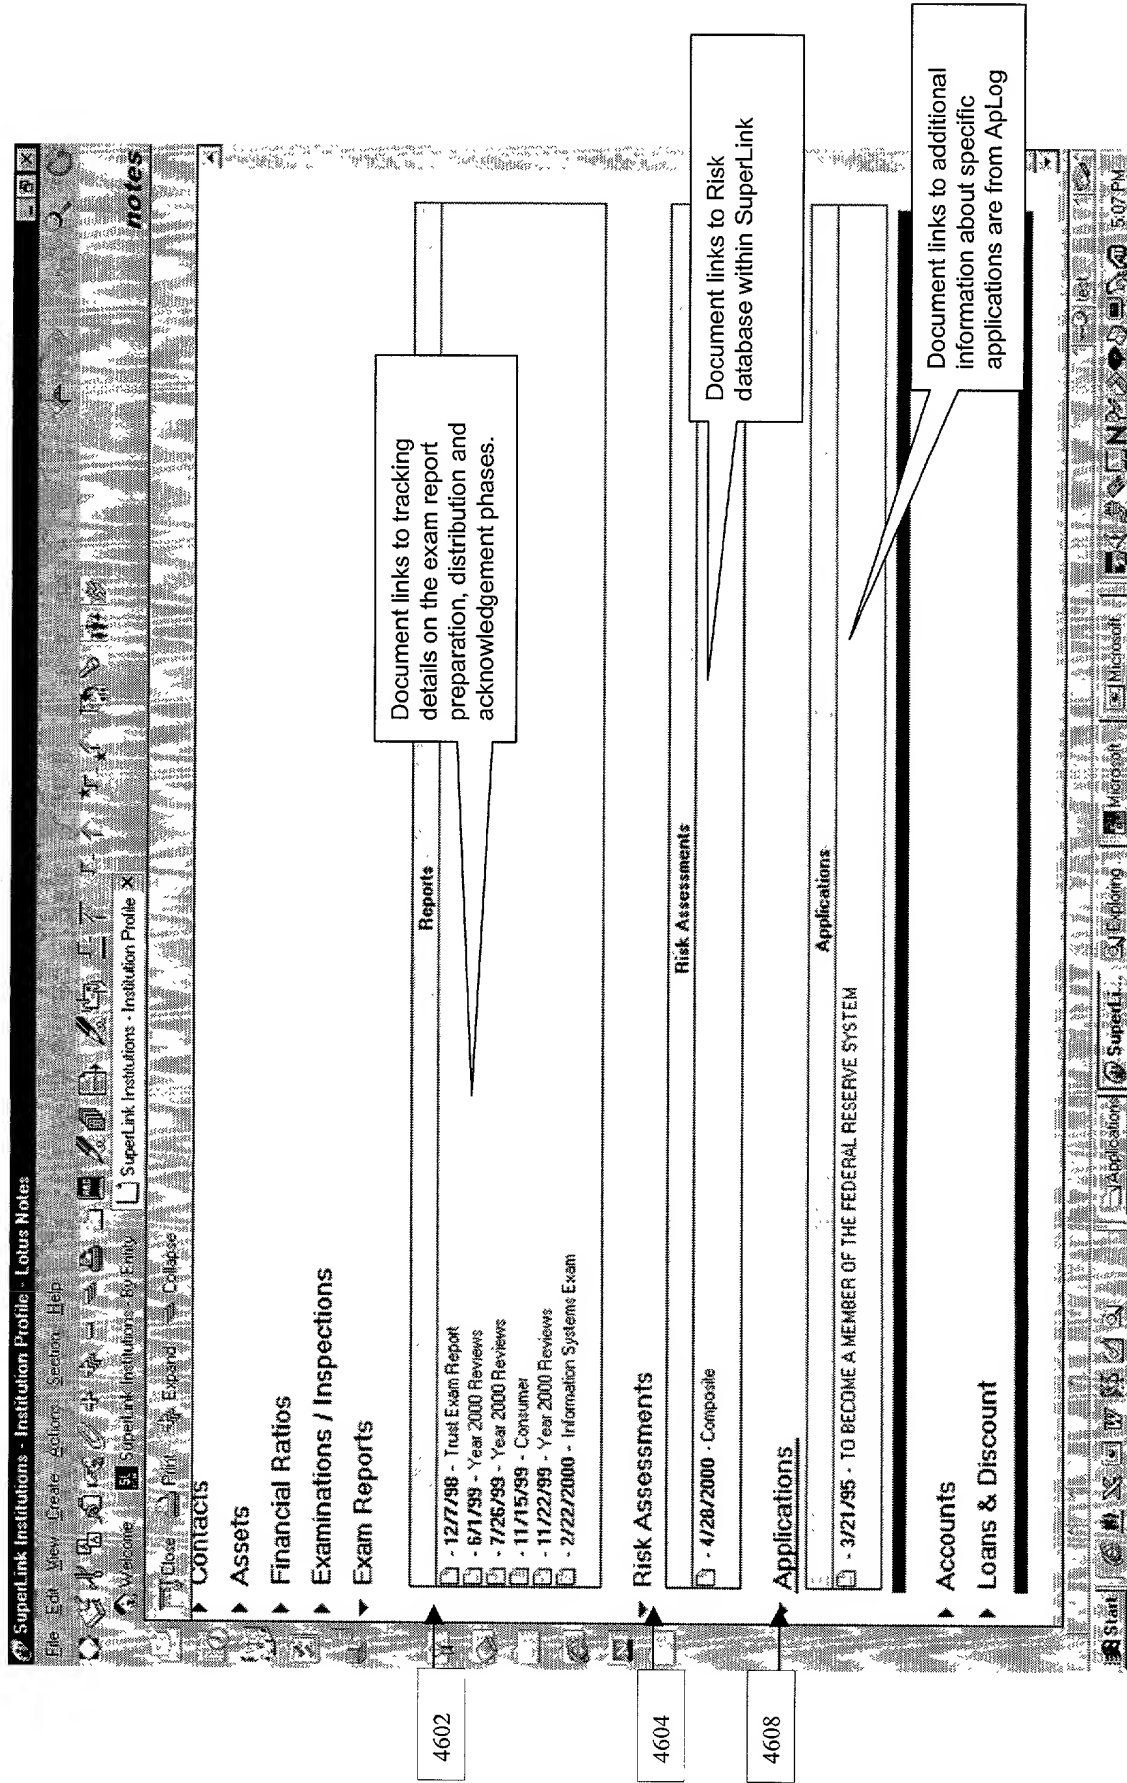 SuperLink Institutions - Institution Profile - Lotus Notes
File Edit View Create Actions Section Help
Welcome SuperLink Institutions - By Entity SuperLink Institutions - Institution Profile
notes
Close Print Expand Collapse
Contacts
Assets
Financial Ratios
Examinations / Inspections
Exam Reports
Reports
- 12/7/98 - Trust Exam Report
- 6/1/99 - Year 2000 Reviews
- 7/26/99 - Year 2000 Reviews
- 11/15/99 - Consumer
- 11/22/99 - Year 2000 Reviews
- 2/22/2000 - Information Systems Exam
Document links to tracking
details on the exam report
preparation, distribution and
acknowledgement phases.
Risk Assessments
Risk Assessments
- 4/28/2000 - Composite
Document links to Risk
database within SuperLink
Applications
Applications
- 3/21/95 - TO BECOME A MEMBER OF THE FEDERAL RESERVE SYSTEM
Document links to additional
information about specific
applications are from ApLog
Accounts
Loans & Discount
test
Start Applications SuperLi... Exploring... Microsoft... Microsoft... 5:07 PM
4602
4604
4608